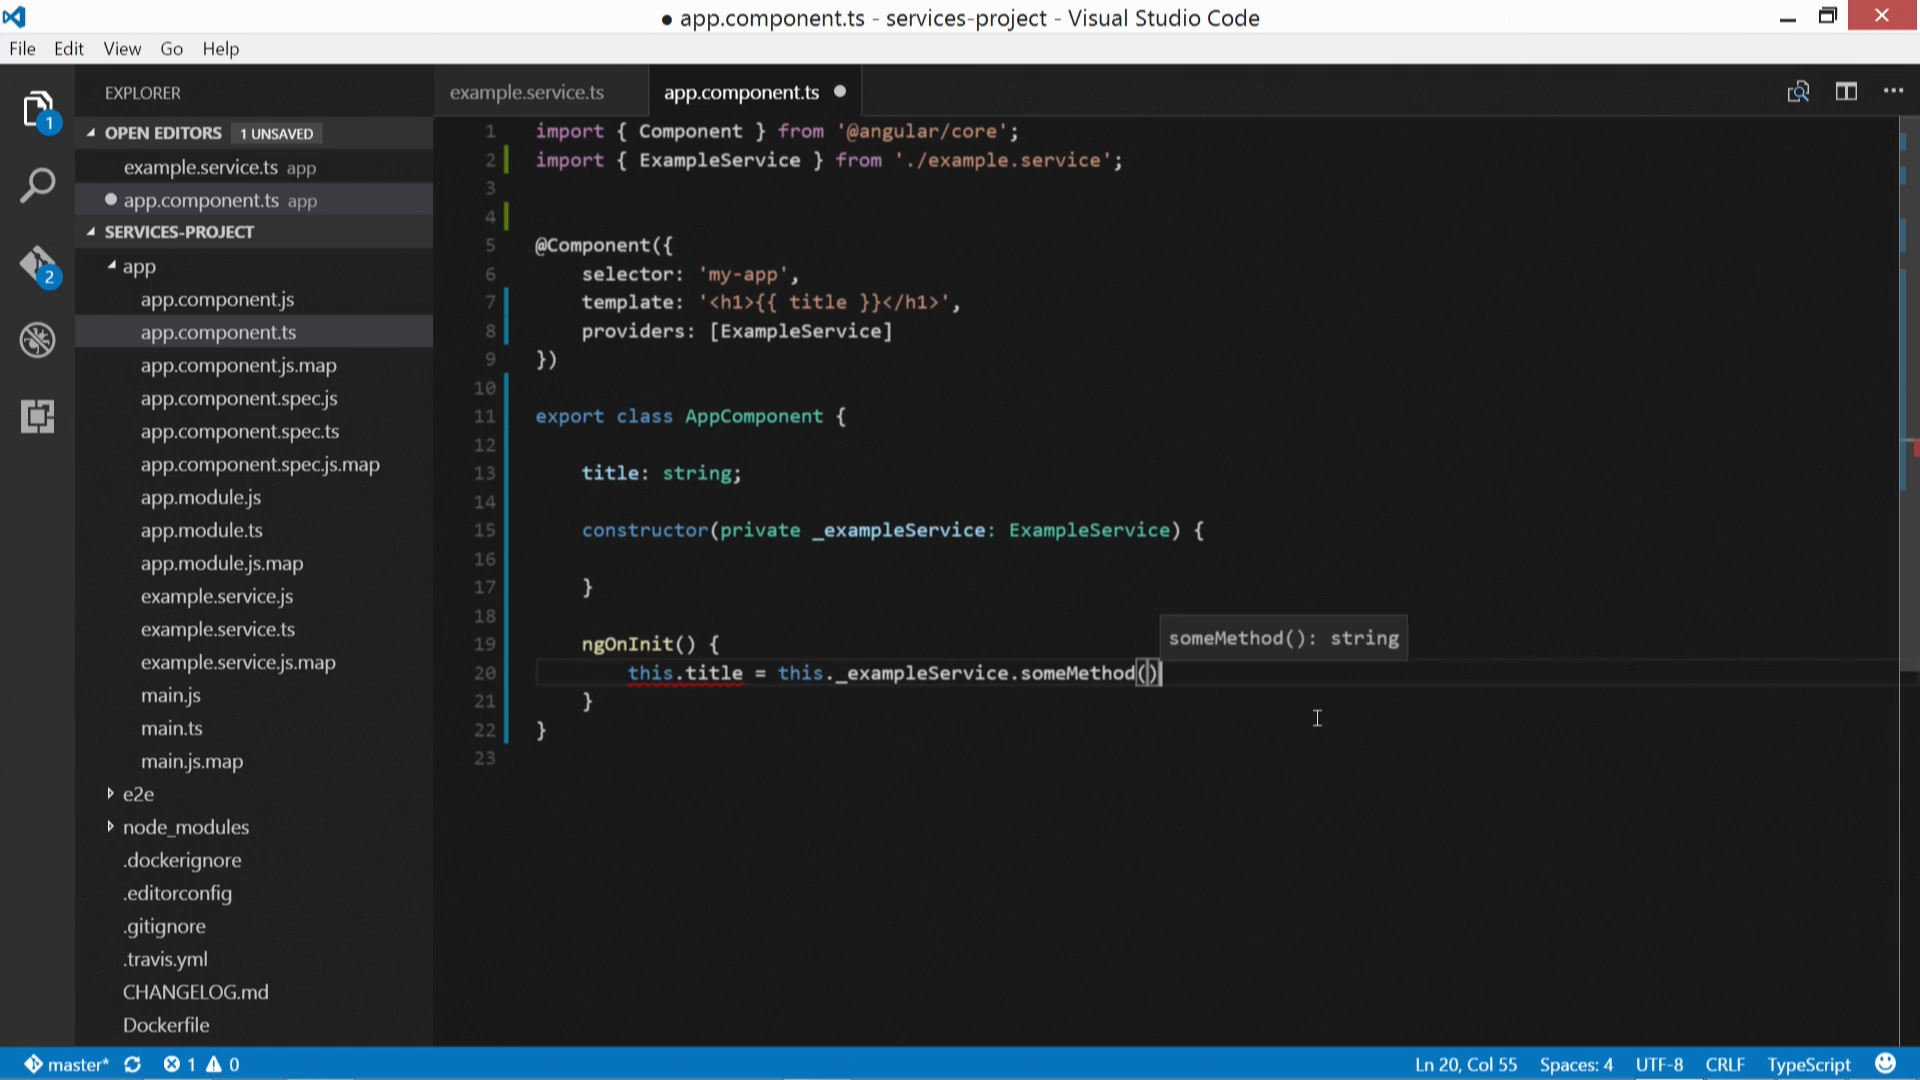 ● app.component.ts - services-project - Visual Studio Code
File Edit View Go Help
EXPLORER
OPEN EDITORS 1 UNSAVED
example.service.ts app
app.component.ts app
SERVICES-PROJECT
app
app.component.js
app.component.ts
app.component.js.map
app.component.spec.js
app.component.spec.ts
app.component.spec.js.map
app.module.js
app.module.ts
app.module.js.map
example.service.js
example.service.ts
example.service.js.map
main.js
main.ts
main.js.map
e2e
node_modules
.dockerignore
.editorconfig
.gitignore
.travis.yml
CHANGELOG.md
Dockerfile
1
2
example.service.ts app.component.ts
1 import { Component } from '@angular/core';
2 import { ExampleService } from './example.service';
3
4
5 @Component({
6 selector: 'my-app',
7 template: '<h1>{{ title }}</h1>',
8 providers: [ExampleService]
9 })
10
11 export class AppComponent {
12
13 title: string;
14
15 constructor(private _exampleService: ExampleService) {
16
17 }
18
19 ngOnInit() {
someMethod(): string
20 this.title = this._exampleService.someMethod()
21 }
22 }
23
master* 1 0 Ln 20, Col 55 Spaces: 4 UTF-8 CRLF TypeScript